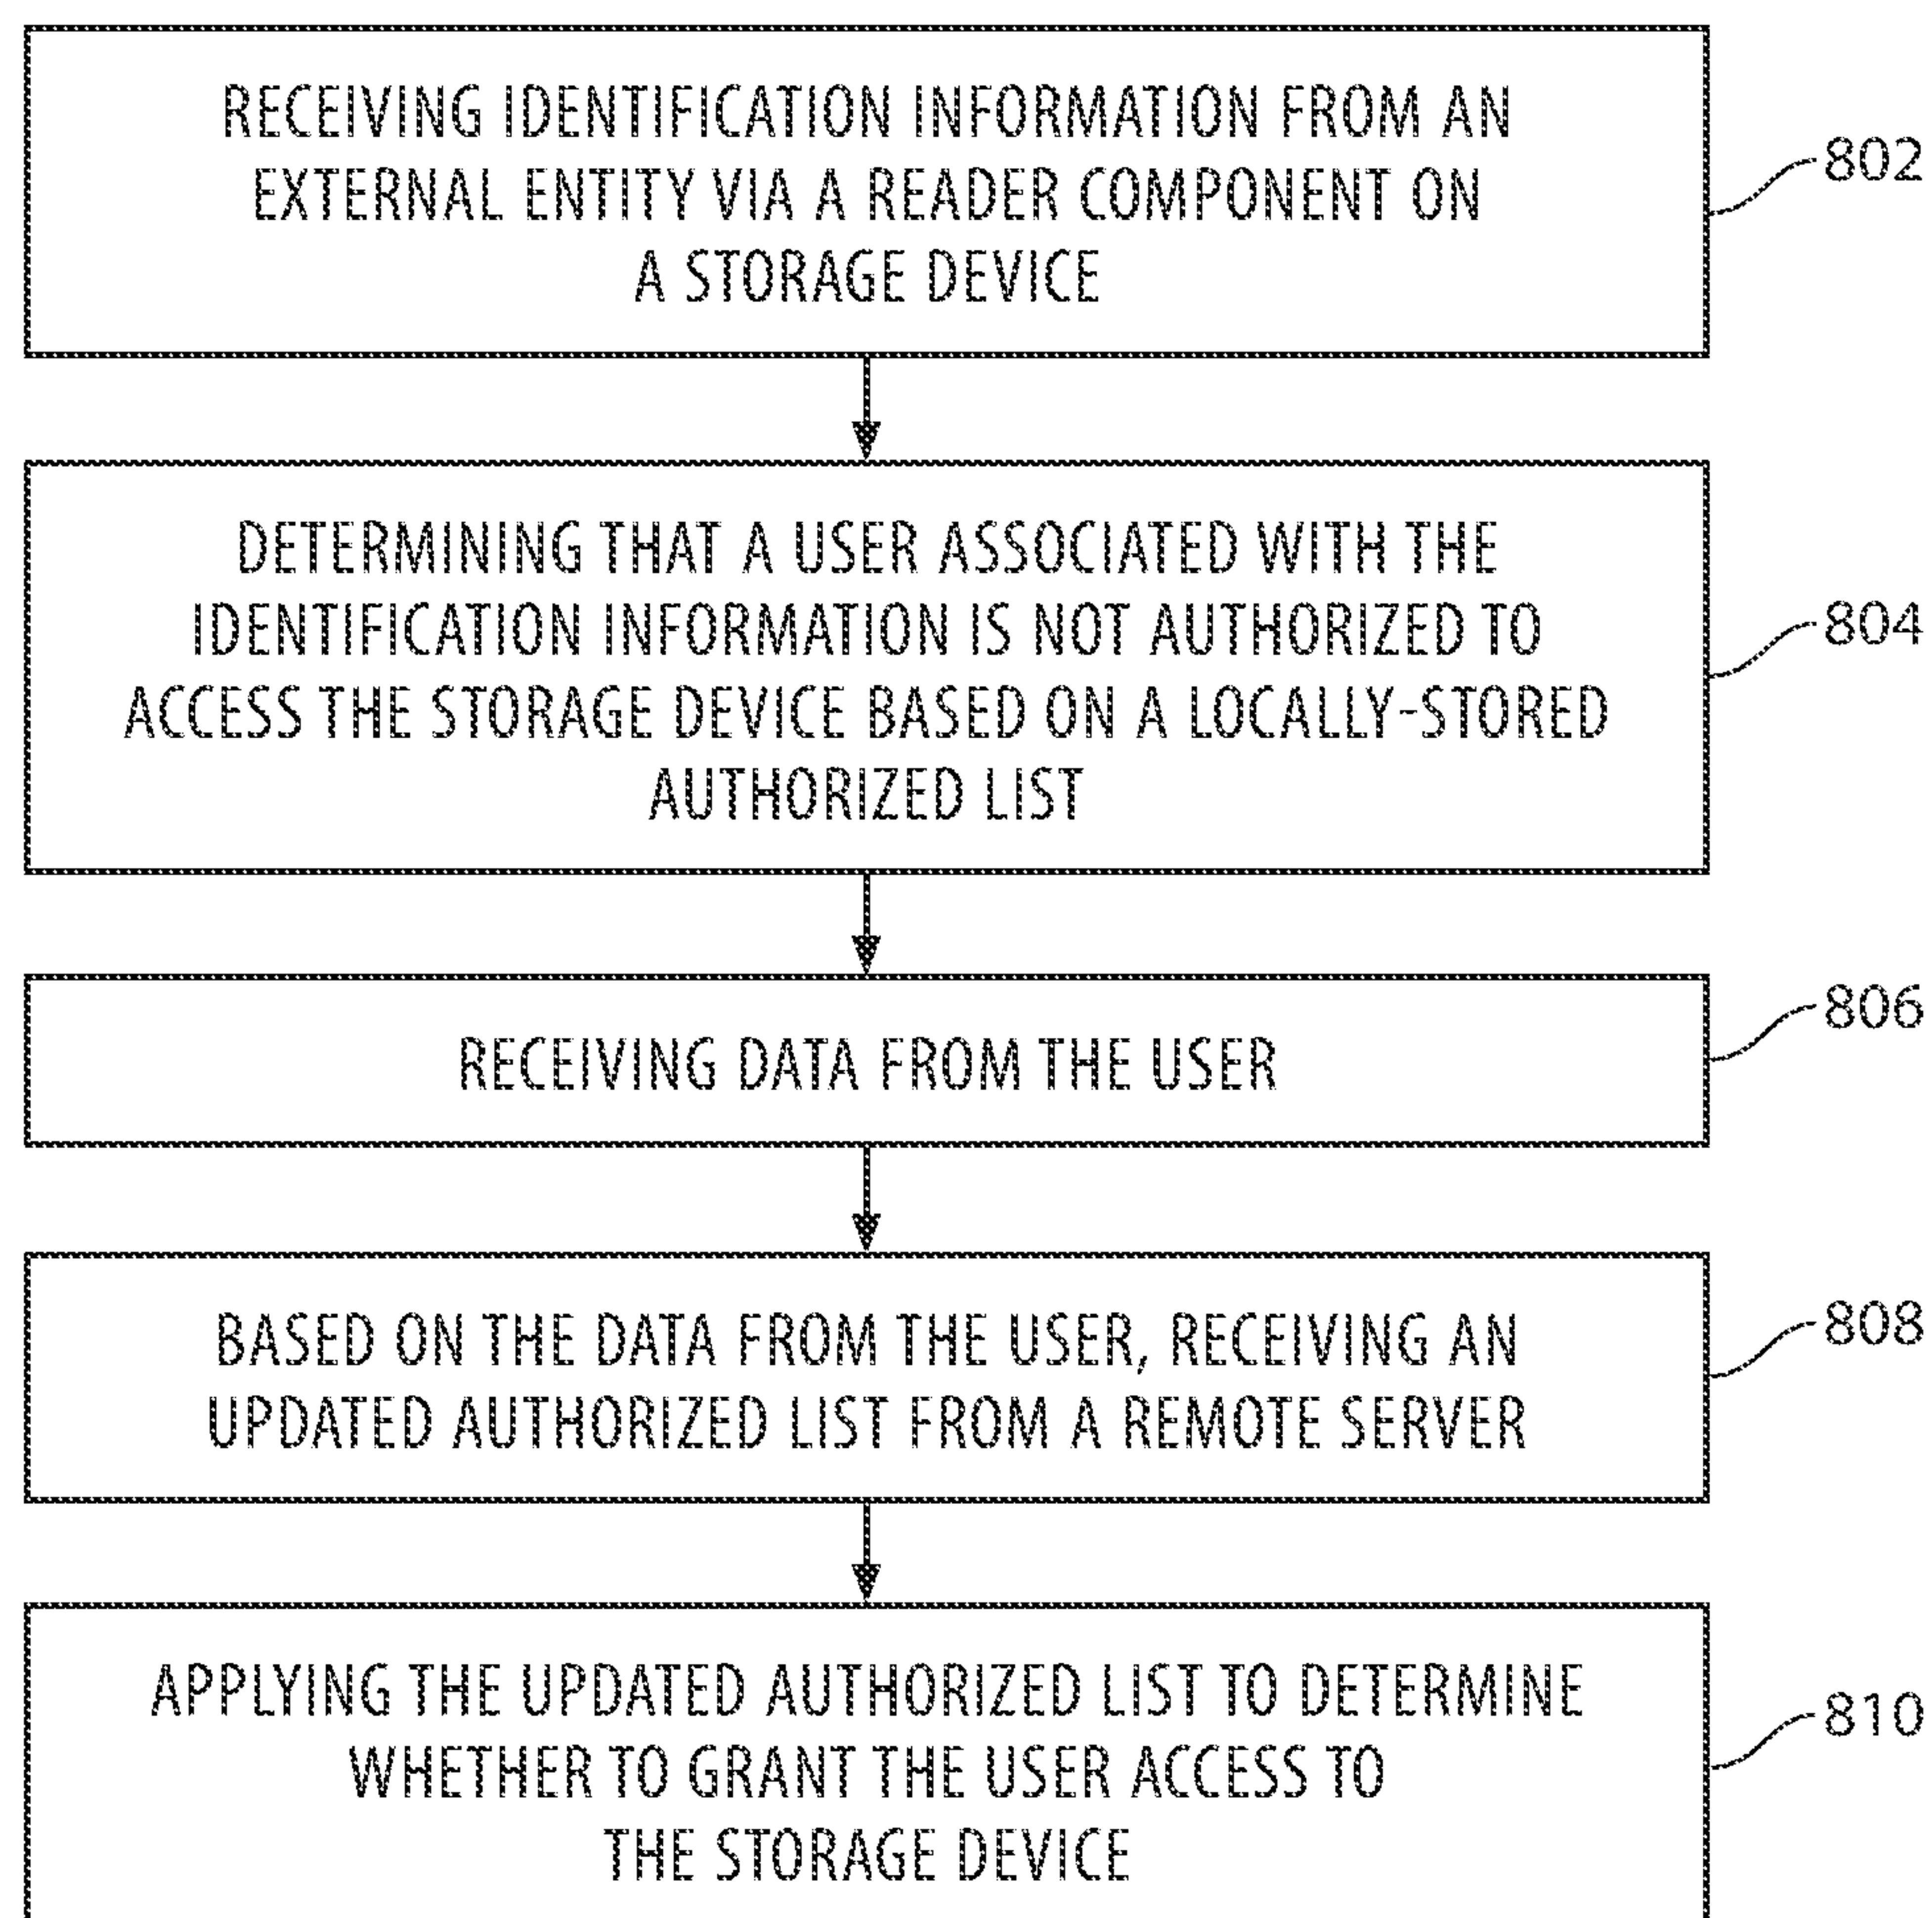 RECEIVING IDENTIFICATION INFORMATION FROM AN
EXTERNAL ENTITY VIA A READER COMPONENT ON
A STORAGE DEVICE
802
DETERMINING THAT A USER ASSOCIATED WITH THE
IDENTIFICATION INFORMATION IS NOT AUTHORIZED TO
ACCESS THE STORAGE DEVICE BASED ON A LOCALLY-STORED
AUTHORIZED LIST
804
RECEIVING DATA FROM THE USER
806
BASED ON THE DATA FROM THE USER, RECEIVING AN
UPDATED AUTHORIZED LIST FROM A REMOTE SERVER
808
APPLYING THE UPDATED AUTHORIZED LIST TO DETERMINE
WHETHER TO GRANT THE USER ACCESS TO
THE STORAGE DEVICE
810